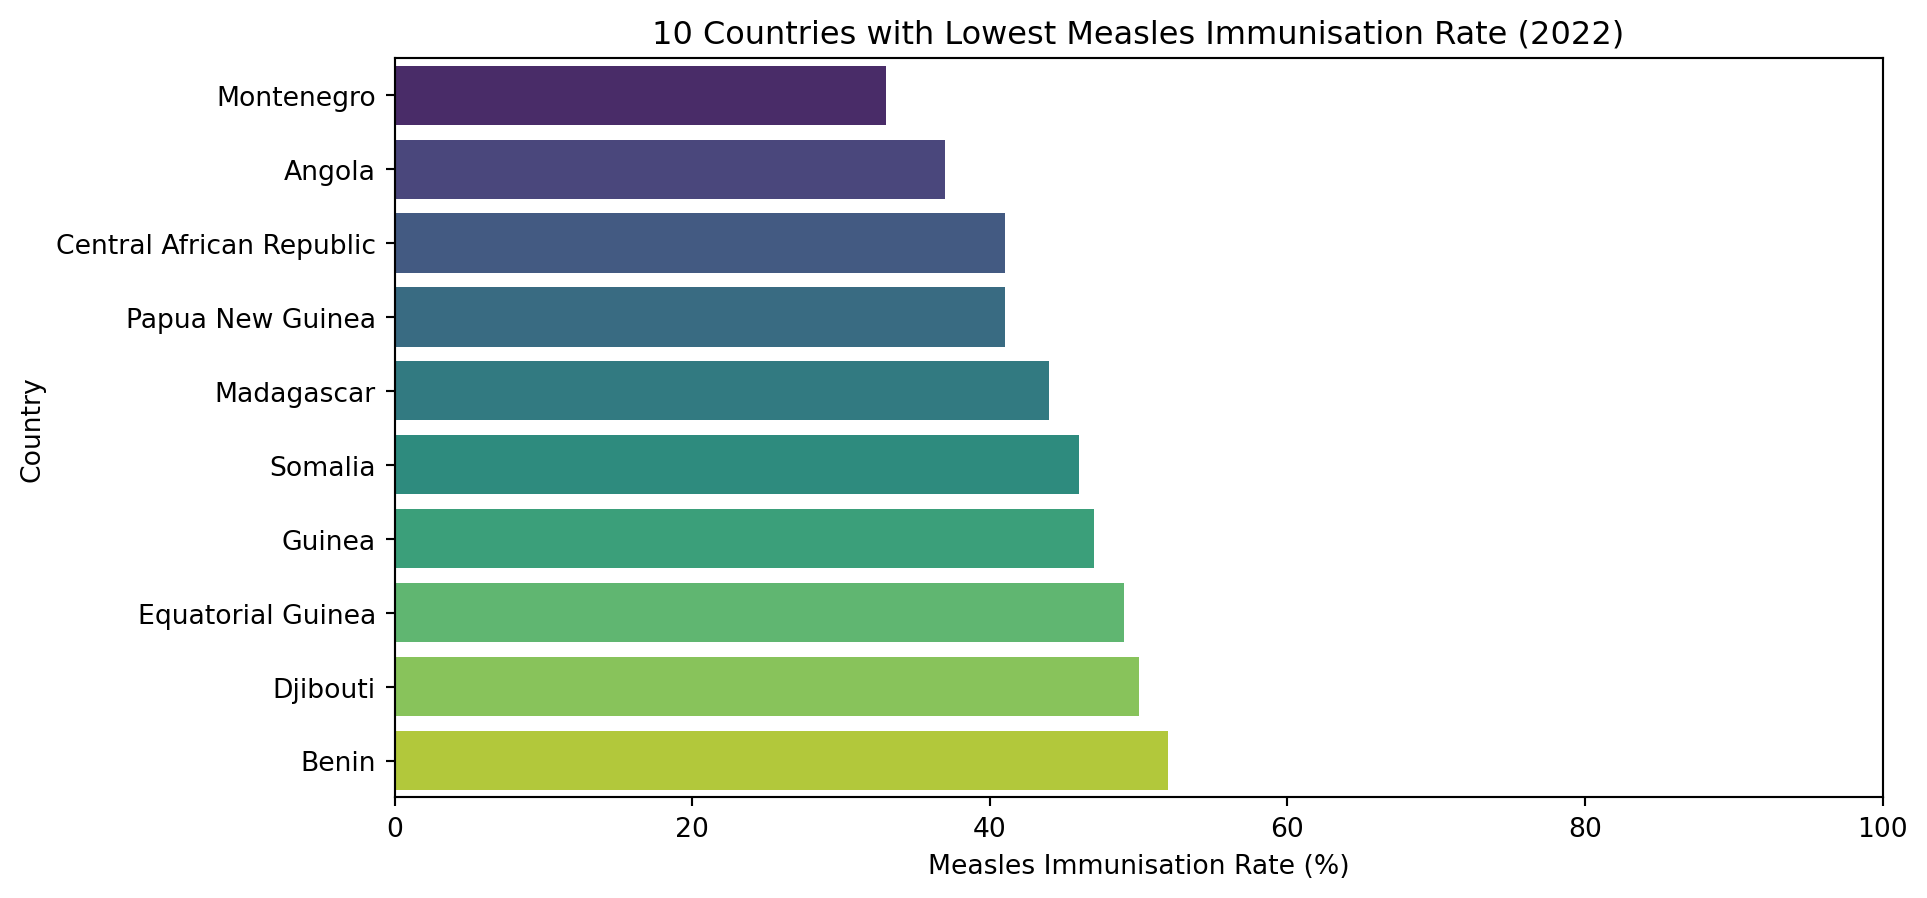 10 Countries with Lowest Measles Immunisation Rate (2022)
Country
Montenegro
Angola
Central African Republic
Papua New Guinea
Madagascar
Somalia
Guinea
Equatorial Guinea
Djibouti
Benin
0 20 40 60 80 100
Measles Immunisation Rate (%)